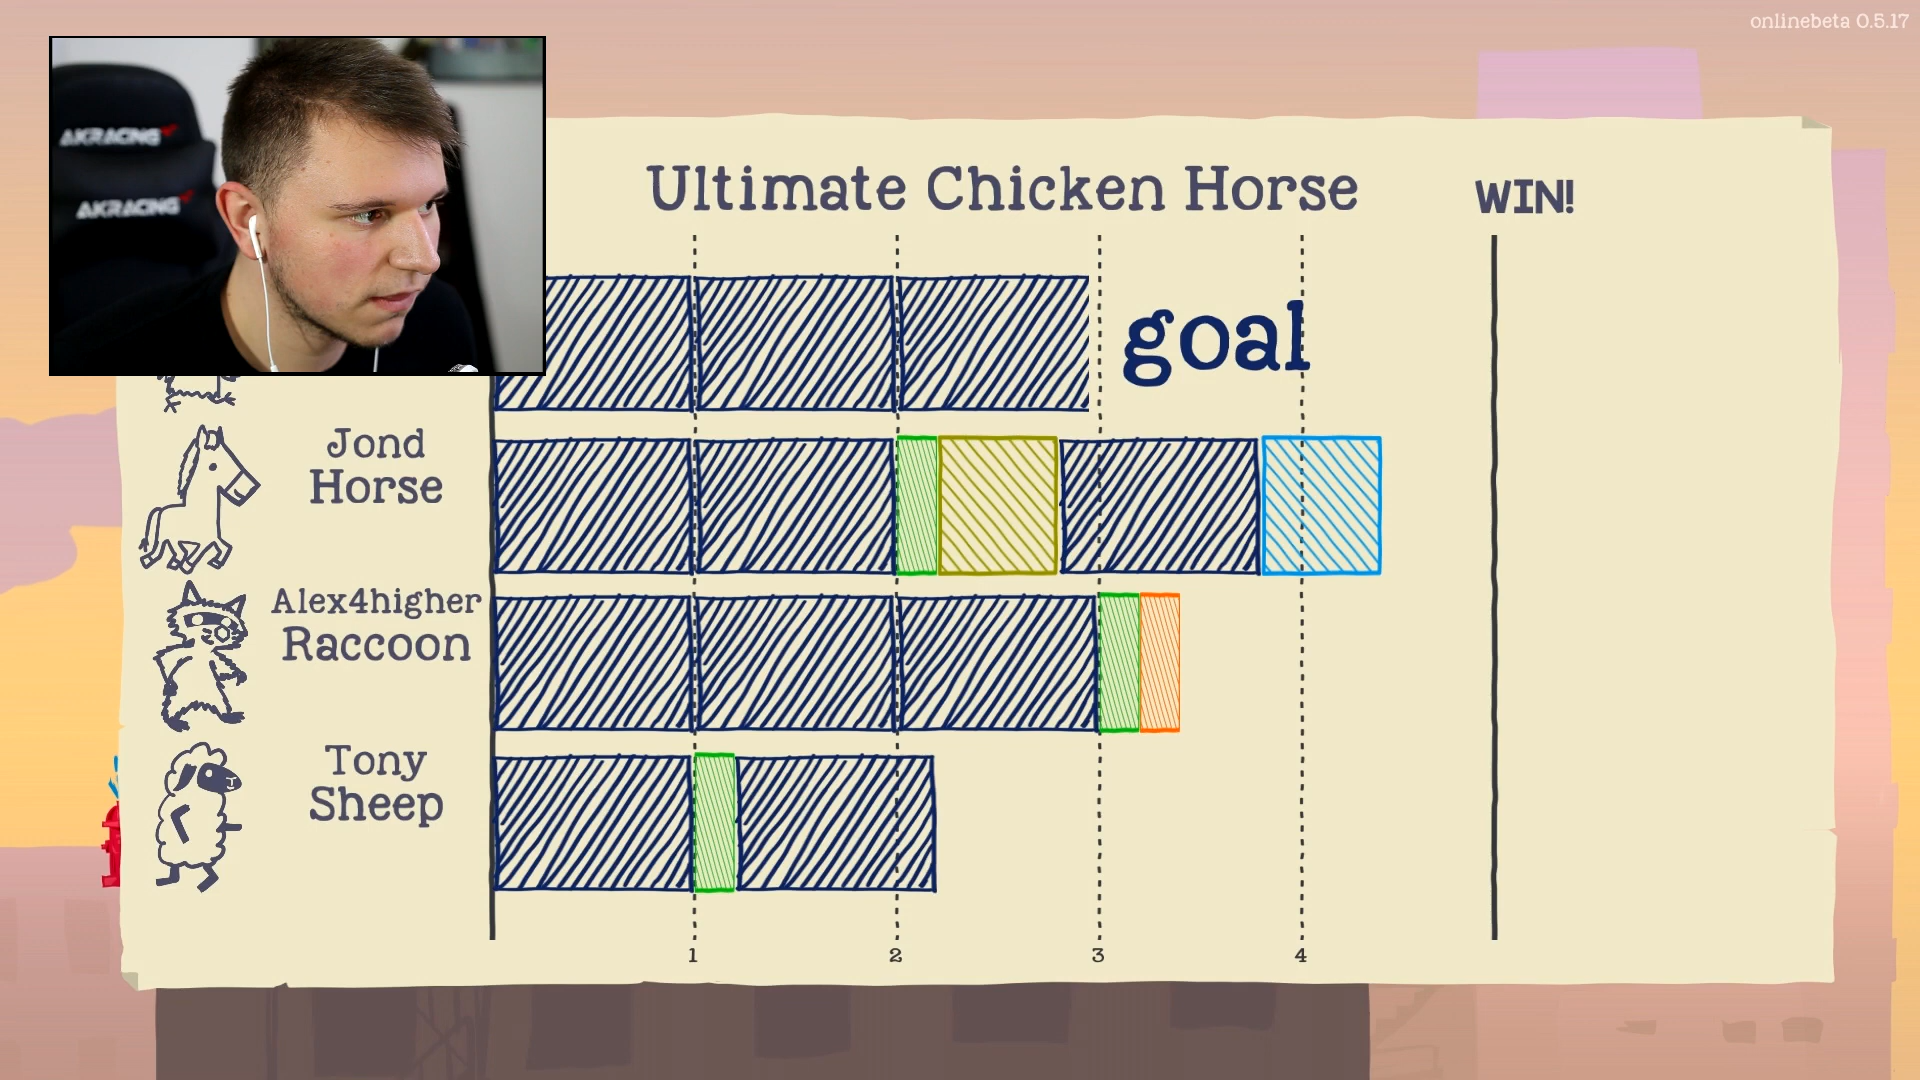 onlinebeta 0.5.17
AKRACING
AKRACING
Ultimate Chicken Horse
WIN!
goal
Jond
Horse
Alex4higher
Raccoon
Tony
Sheep
1
2
3
4